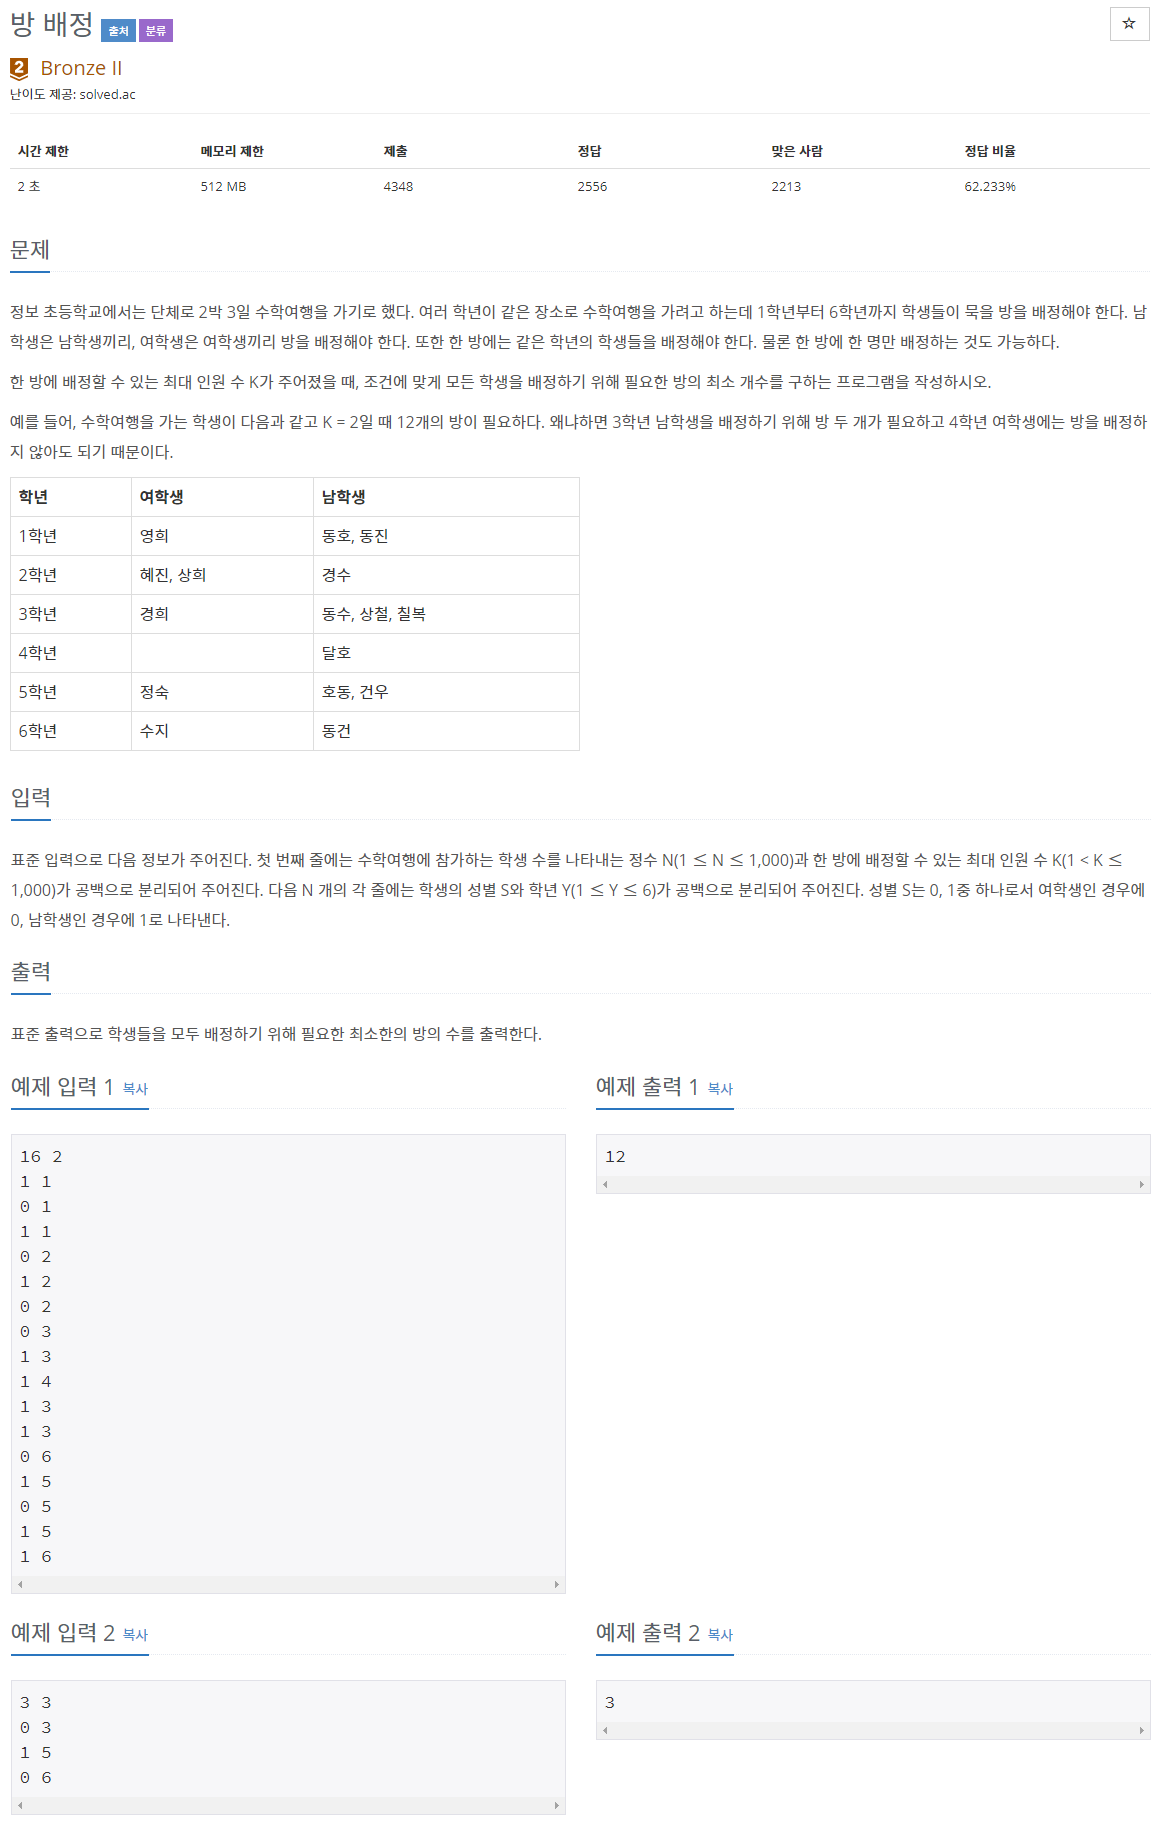 방 배정 출처 분류
☆
2 Bronze II
난이도 제공: solved.ac
시간 제한 메모리 제한 제출 정답 맞은 사람 정답 비율
2 초 512 MB 4348 2556 2213 62.233%
문제
정보 초등학교에서는 단체로 2박 3일 수학여행을 가기로 했다. 여러 학년이 같은 장소로 수학여행을 가려고 하는데 1학년부터 6학년까지 학생들이 묵을 방을 배정해야 한다. 남
학생은 남학생끼리, 여학생은 여학생끼리 방을 배정해야 한다. 또한 한 방에는 같은 학년의 학생들을 배정해야 한다. 물론 한 방에 한 명만 배정하는 것도 가능하다.
한 방에 배정할 수 있는 최대 인원 수 K가 주어졌을 때, 조건에 맞게 모든 학생을 배정하기 위해 필요한 방의 최소 개수를 구하는 프로그램을 작성하시오.
예를 들어, 수학여행을 가는 학생이 다음과 같고 K = 2일 때 12개의 방이 필요하다. 왜냐하면 3학년 남학생을 배정하기 위해 방 두 개가 필요하고 4학년 여학생에는 방을 배정하
지 않아도 되기 때문이다.
학년 여학생 남학생
1학년 영희 동호, 동진
2학년 혜진, 상희 경수
3학년 경희 동수, 상철, 칠복
4학년 달호
5학년 정숙 호동, 건우
6학년 수지 동건
입력
표준 입력으로 다음 정보가 주어진다. 첫 번째 줄에는 수학여행에 참가하는 학생 수를 나타내는 정수 N(1 ≤ N ≤ 1,000)과 한 방에 배정할 수 있는 최대 인원 수 K(1 < K ≤
1,000)가 공백으로 분리되어 주어진다. 다음 N 개의 각 줄에는 학생의 성별 S와 학년 Y(1 ≤ Y ≤ 6)가 공백으로 분리되어 주어진다. 성별 S는 0, 1중 하나로서 여학생인 경우에
0, 남학생인 경우에 1로 나타낸다.
출력
표준 출력으로 학생들을 모두 배정하기 위해 필요한 최소한의 방의 수를 출력한다.
예제 입력 1 복사
16 2
1 1
0 1
1 1
0 2
1 2
0 2
0 3
1 3
1 4
1 3
1 3
0 6
1 5
0 5
1 5
1 6
예제 출력 1 복사
12
예제 입력 2 복사
3 3
0 3
1 5
0 6
예제 출력 2 복사
3